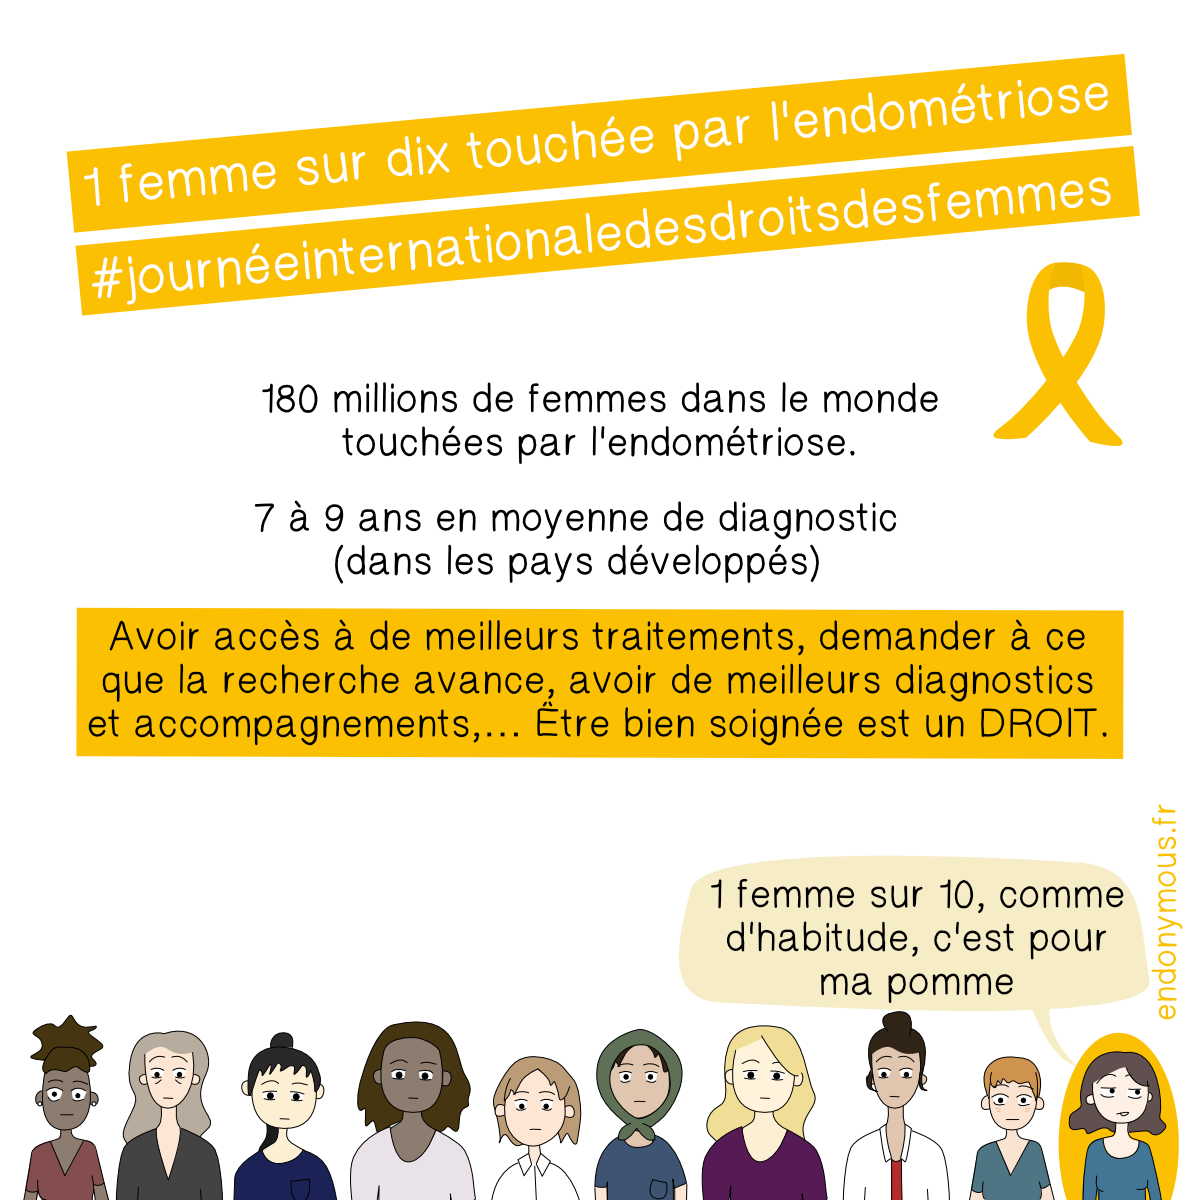 1 femme sur dix touchée par l'endométriose
#journéeinternationaledesdroitsdesfemmes
180 millions de femmes dans le monde
touchées par l'endométriose.
7 à 9 ans en moyenne de diagnostic
(dans les pays développés)
Avoir accès à de meilleurs traitements, demander à ce
que la recherche avance, avoir de meilleurs diagnostics
et accompagnements,... Être bien soignée est un DROIT.
endonymous.fr
1 femme sur 10, comme
d'habitude, c'est pour
ma pomme